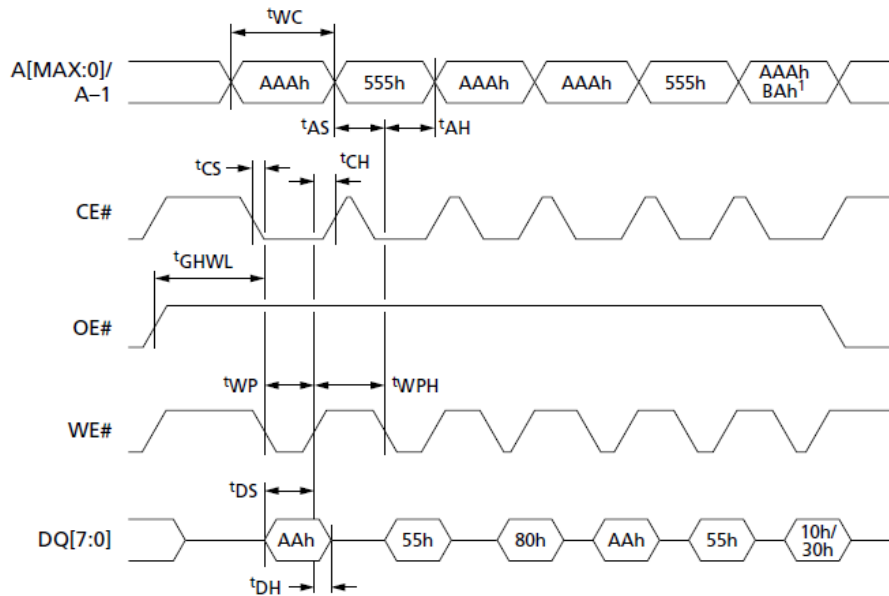 tWC
A[MAX:0]/
A–1
AAAh
555h
AAAh
AAAh
555h
AAAh
BAh1
tAS
tAH
tCS
tCH
CE#
tGHWL
OE#
tWP
tWPH
WE#
tDS
DQ[7:0]
AAh
55h
80h
AAh
55h
10h/
30h
tDH